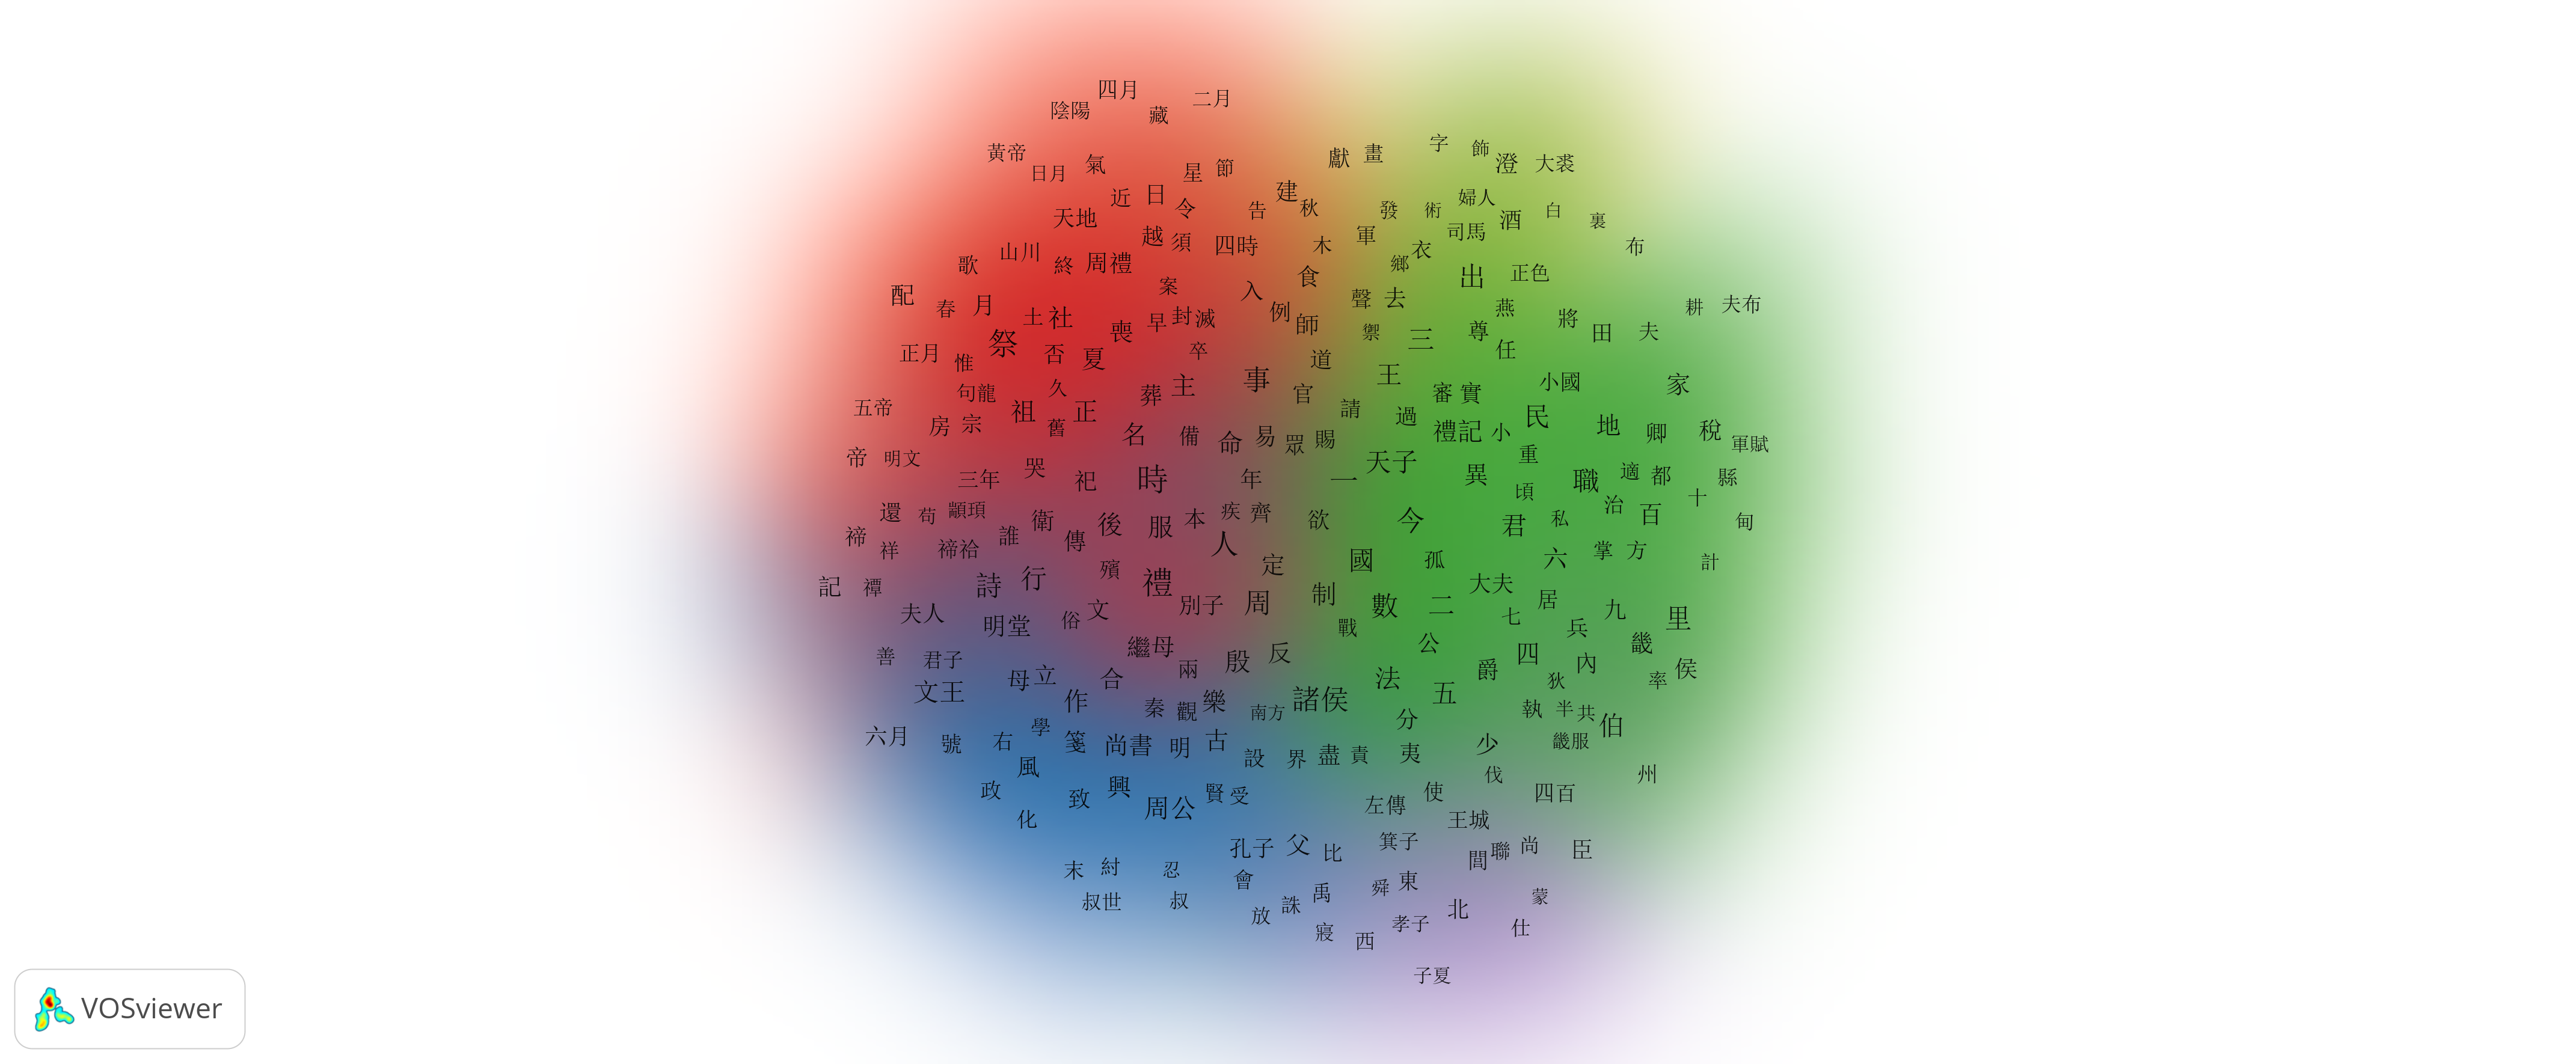 四月
二月
陰陽
藏
字
飾
黃帝
獻
畫
澄
大裘
日月
氣
星
節
近
日
建
婦人
令
告
秋
發
術
酒
白
裏
天地
越
須
四時
木
軍
司馬
布
衣
歌
山川
終
周禮
鄉
食
出
正色
配
案
入
聲
去
春
月
例
燕
耕
夫布
土
社
早
封
滅
師
將
祭
喪
禦
三
尊
田
夫
正月
惟
否
夏
卒
道
任
事
王
小國
家
句龍
久
葬
主
官
審
實
五帝
祖
正
請
過
民
房
宗
舊
名
備
命
易
眾
賜
禮記
小
地
卿
稅
軍賦
帝
明文
重
三年
哭
祀
時
年
一
天子
異
職
適
都
縣
頃
十
還
苟
顓頊
衛
後
服
本
疾
齊
欲
今
君
私
治
百
甸
禘
祥
禘祫
誰
傳
人
掌
方
定
國
孤
六
計
殯
記
禫
詩
行
禮
制
大夫
夫人
俗
文
別子
周
數
二
居
九
七
里
明堂
戰
兵
善
君子
繼母
殷
反
公
四
畿
母
立
合
兩
法
爵
內
侯
狄
率
文王
作
秦
觀
樂
南方
諸侯
五
執
半
共
分
伯
六月
號
右
學
箋
尚書
明
古
夷
少
畿服
設
界
盡
責
風
伐
州
政
致
興
周公
賢
受
使
四百
左傳
化
王城
孔子
父
比
箕子
閭
聯
尚
臣
末
紂
忍
會
舜
東
叔世
叔
誅
禹
蒙
放
北
寢
孝子
仕
西
子夏
VOSviewer